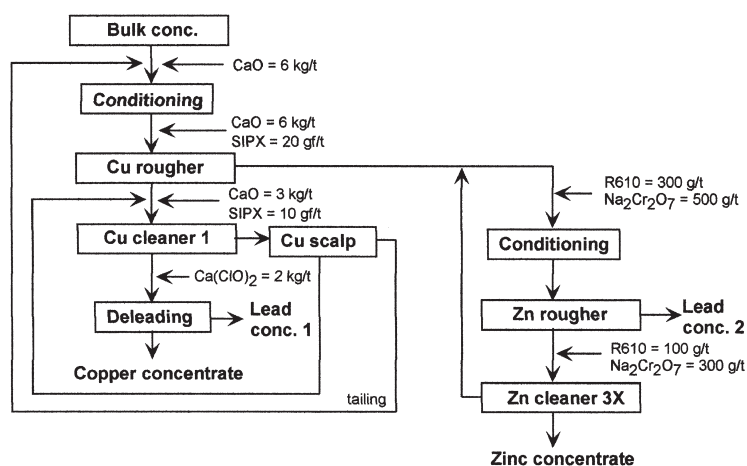 Bulk conc.
CaO = 6 kg/t
Conditioning
CaO = 6 kg/t
SIPX = 20 gf/t
Cu rougher
CaO = 3 kg/t
SIPX = 10 gf/t
Cu cleaner 1
Cu scalp
Ca(ClO)₂ = 2 kg/t
Deleading
Lead
conc. 1
Copper concentrate
tailing
R610 = 300 g/t
Na₂Cr₂O₇ = 500 g/t
Conditioning
Zn rougher
Lead
conc. 2
R610 = 100 g/t
Na₂Cr₂O₇ = 300 g/t
Zn cleaner 3X
Zinc concentrate